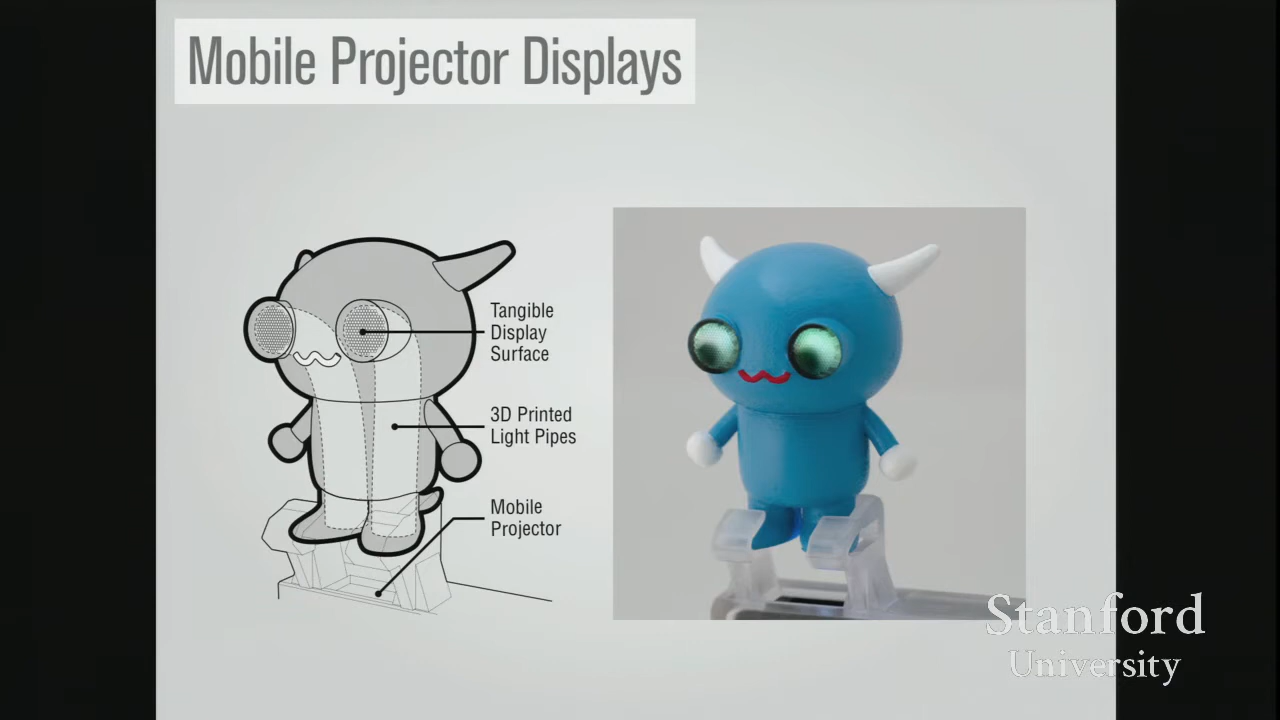 Mobile Projector Displays
Tangible
Display
Surface
3D Printed
Light Pipes
Mobile
Projector
Stanford
University